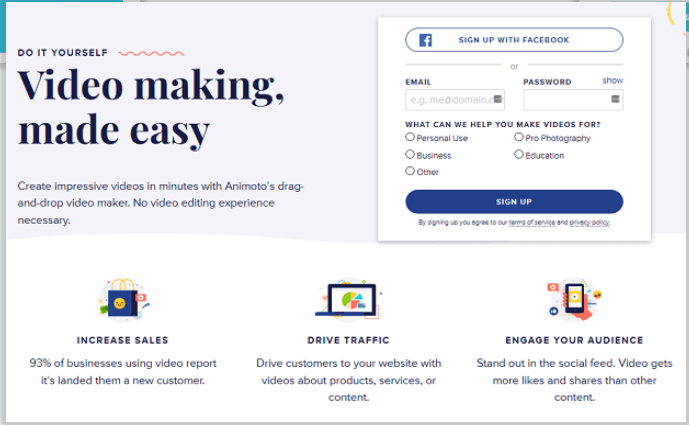 DO IT YOURSELF
Video making,
made easy
Create impressive videos in minutes with Animoto's drag-
and-drop video maker. No video editing experience
necessary.
SIGN UP WITH FACEBOOK
or
EMAIL PASSWORD show
e.g. me@domain.c
WHAT CAN WE HELP YOU MAKE VIDEOS FOR?
Personal Use Pro Photography
Business Education
Other
SIGN UP
By signing up you agree to our terms of service and privacy policy.
INCREASE SALES
93% of businesses using video report
it's landed them a new customer.
DRIVE TRAFFIC
Drive customers to your website with
videos about products, services, or
content.
ENGAGE YOUR AUDIENCE
Stand out in the social feed. Video gets
more likes and shares than other
content.